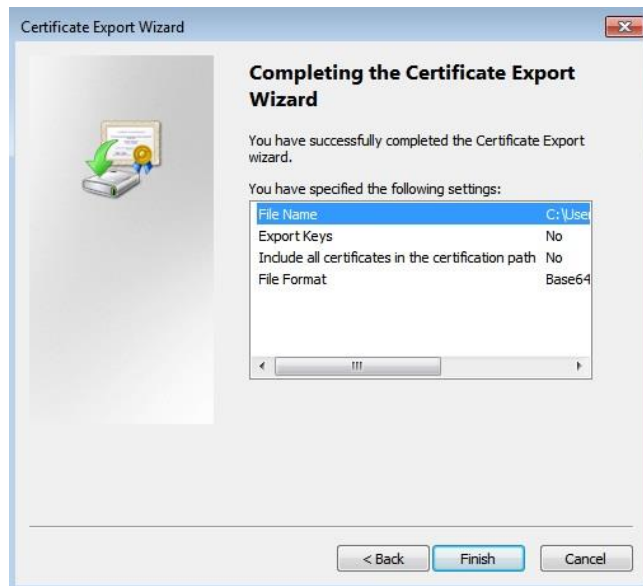 Certificate Export Wizard
Completing the Certificate Export
Wizard
You have successfully completed the Certificate Export
wizard.
You have specified the following settings:
File Name C:\User
Export Keys No
Include all certificates in the certification path No
File Format Base64
< Back Finish Cancel